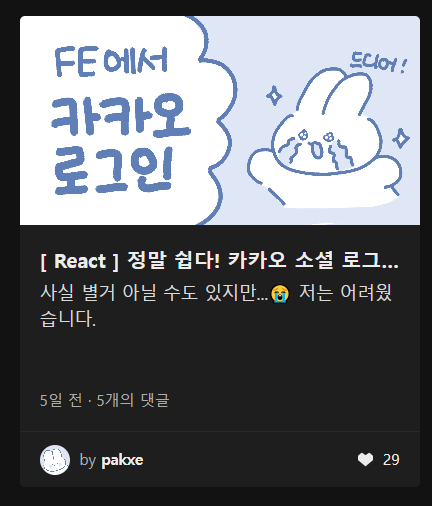 FE에서
카카오
로그인
드디어!
[ React ] 정말 쉽다! 카카오 소셜 로그...
사실 별거 아닐 수도 있지만...😭 저는 어려웠
습니다.
5일 전 · 5개의 댓글
by pakxe
29